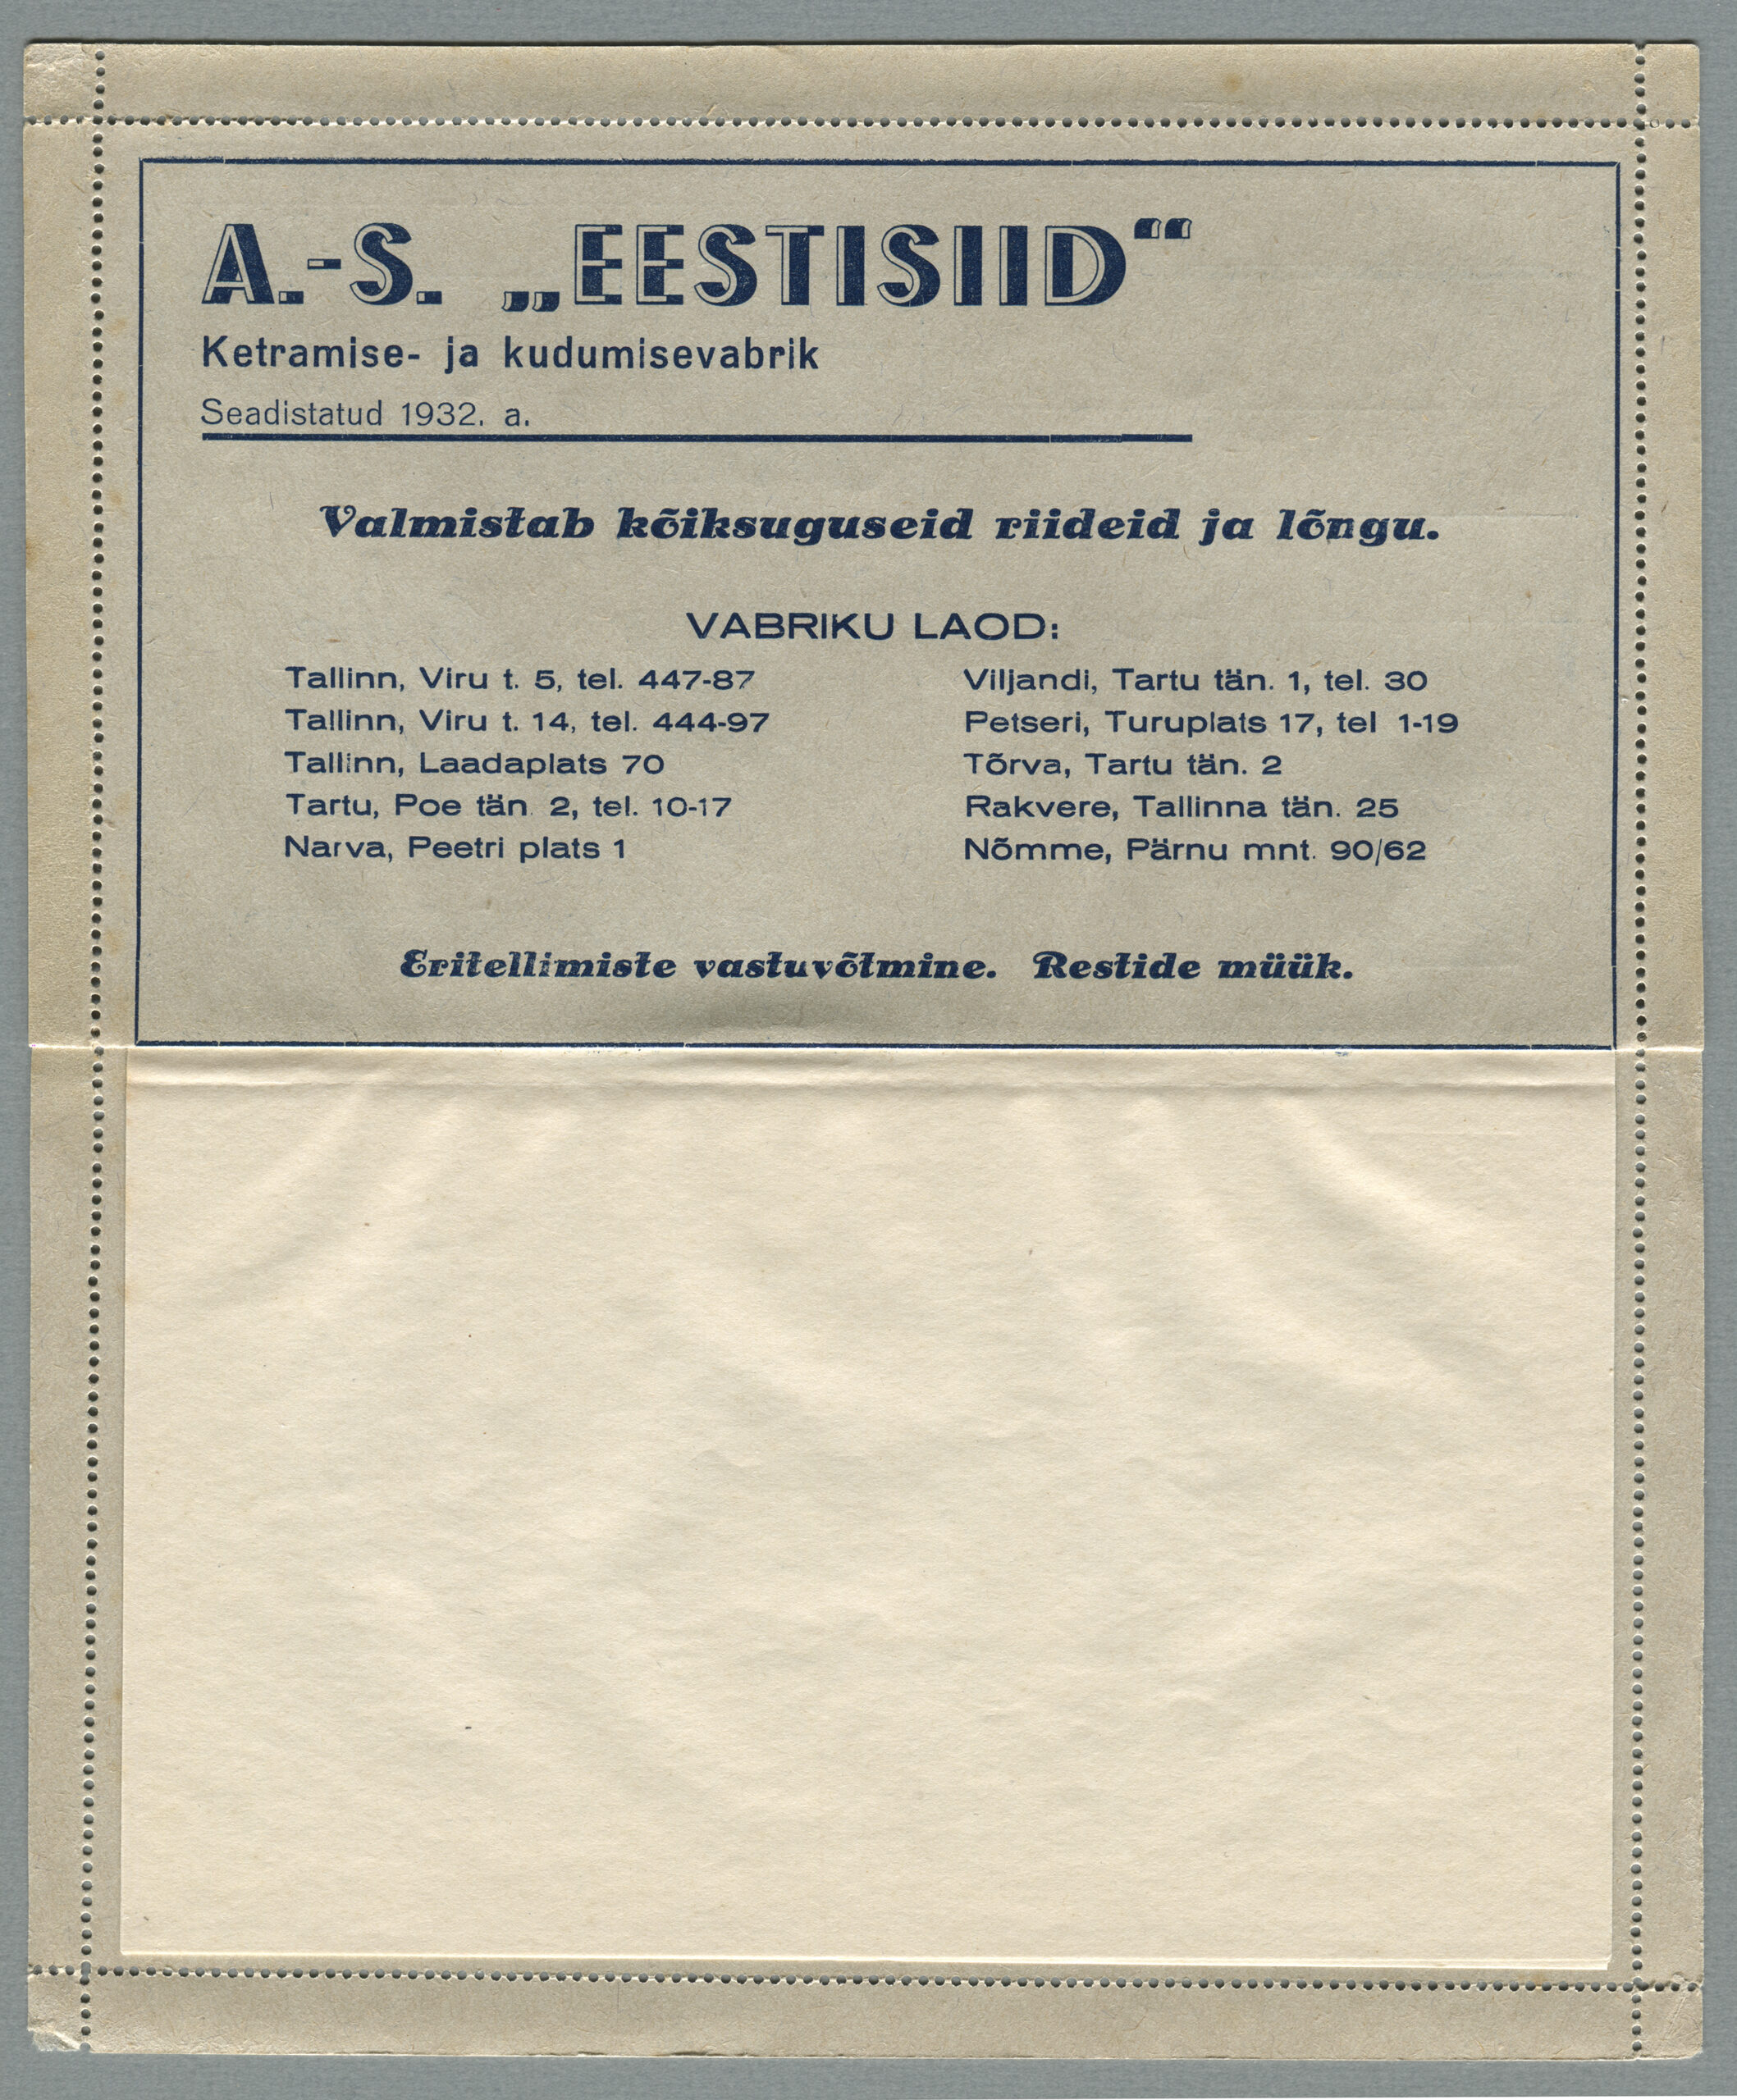 A.-S. „EESTISIID“
Ketramise- ja kudumisevabrik
Seadistatud 1932. a.
Valmistab kõiksuguseid riideid ja lõngu.
VABRIKU LAOD:
Tallinn, Viru t. 5, tel. 447-87
Tallinn, Viru t. 14, tel. 444-97
Tallinn, Laadaplats 70
Tartu, Poe tän. 2, tel. 10-17
Narva, Peetri plats 1
Viljandi, Tartu tän. 1, tel. 30
Petseri, Turuplats 17, tel 1-19
Tõrva, Tartu tän. 2
Rakvere, Tallinna tän. 25
Nõmme, Pärnu mnt. 90/62
Eritellimiste vastuvõtmine. Restide müük.